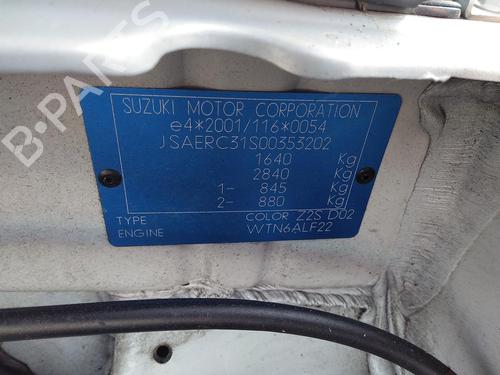 B-PARTS
SUZUKI MOTOR CORPORATION
e4*2001/116*0054
JSAERC31S00353202
1640 Kg
2840 Kg
1- 845 Kg
2- 880 Kg
TYPE COLOR Z2S D02
ENGINE WTN6ALF22